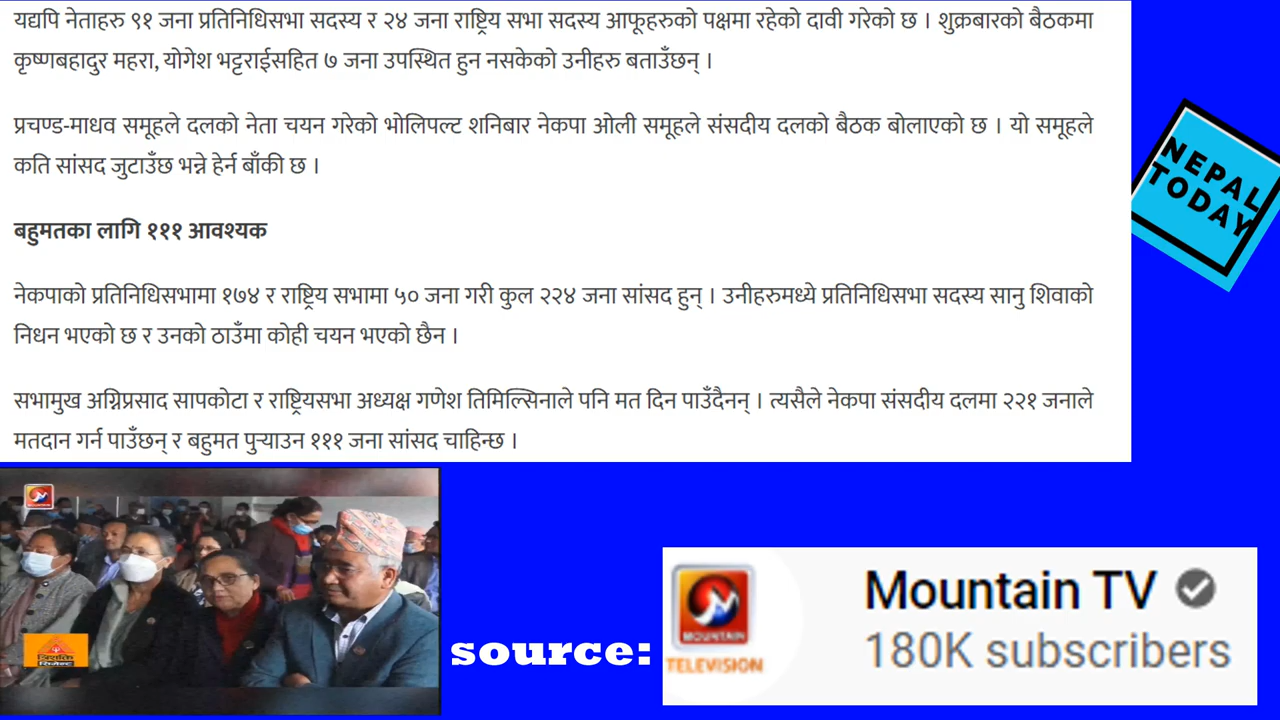 यद्यपि नेताहरु ९१ जना प्रतिनिधिसभा सदस्य र २४ जना राष्ट्रिय सभा सदस्य आफूहरुको पक्षमा रहेको दावी गरेको छ । शुक्रबारको बैठकमा
कृष्णबहादुर महरा, योगेश भट्टराईसहित ७ जना उपस्थित हुन नसकेको उनीहरु बताउँछन् ।
प्रचण्ड-माधव समूहले दलको नेता चयन गरेको भोलिपल्ट शनिबार नेकपा ओली समूहले संसदीय दलको बैठक बोलाएको छ । यो समूहले
कति सांसद जुटाउँछ भन्ने हेर्न बाँकी छ ।
बहुमतका लागि १११ आवश्यक
नेकपाको प्रतिनिधिसभामा १७४ र राष्ट्रिय सभामा ५० जना गरी कुल २२४ जना सांसद हुन् । उनीहरुमध्ये प्रतिनिधिसभा सदस्य सानु शिवाको
निधन भएको छ र उनको ठाउँमा कोही चयन भएको छैन ।
सभामुख अग्निप्रसाद सापकोटा र राष्ट्रियसभा अध्यक्ष गणेश तिमिल्सिनाले पनि मत दिन पाउँदैनन् । त्यसैले नेकपा संसदीय दलमा २२१ जनाले
मतदान गर्न पाउँछन् र बहुमत पुऱ्याउन १११ जना सांसद चाहिन्छ ।
NEPAL
TODAY
MOUNTAIN
त्रिशक्ति
सिमेन्ट
source:
MOUNTAIN
TELEVISION
Mountain TV
180K subscribers